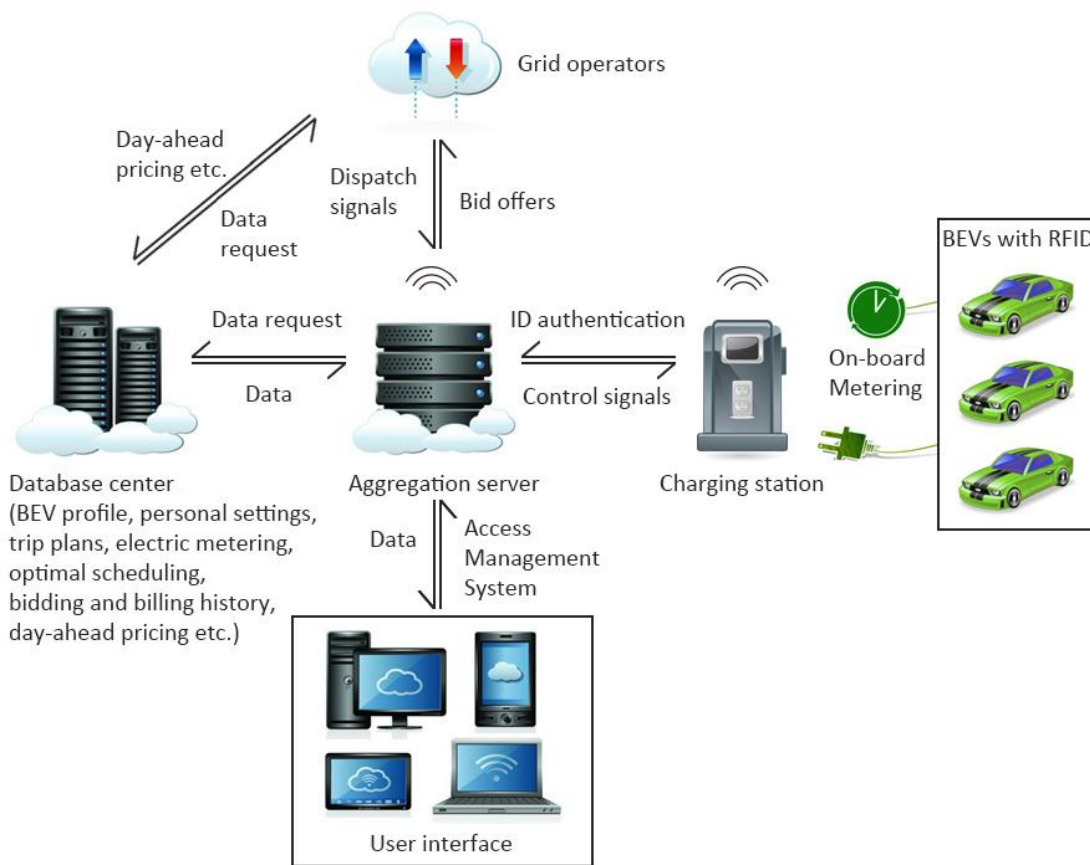 Grid operators
Day-ahead
pricing etc.
Data
request
Dispatch
signals
Bid offers
BEVs with RFID
Data request
Data
ID authentication
Control signals
On-board
Metering
Database center
(BEV profile, personal settings,
trip plans, electric metering,
optimal scheduling,
bidding and billing history,
day-ahead pricing etc.)
Aggregation server
Charging station
Data
Access
Management
System
User interface